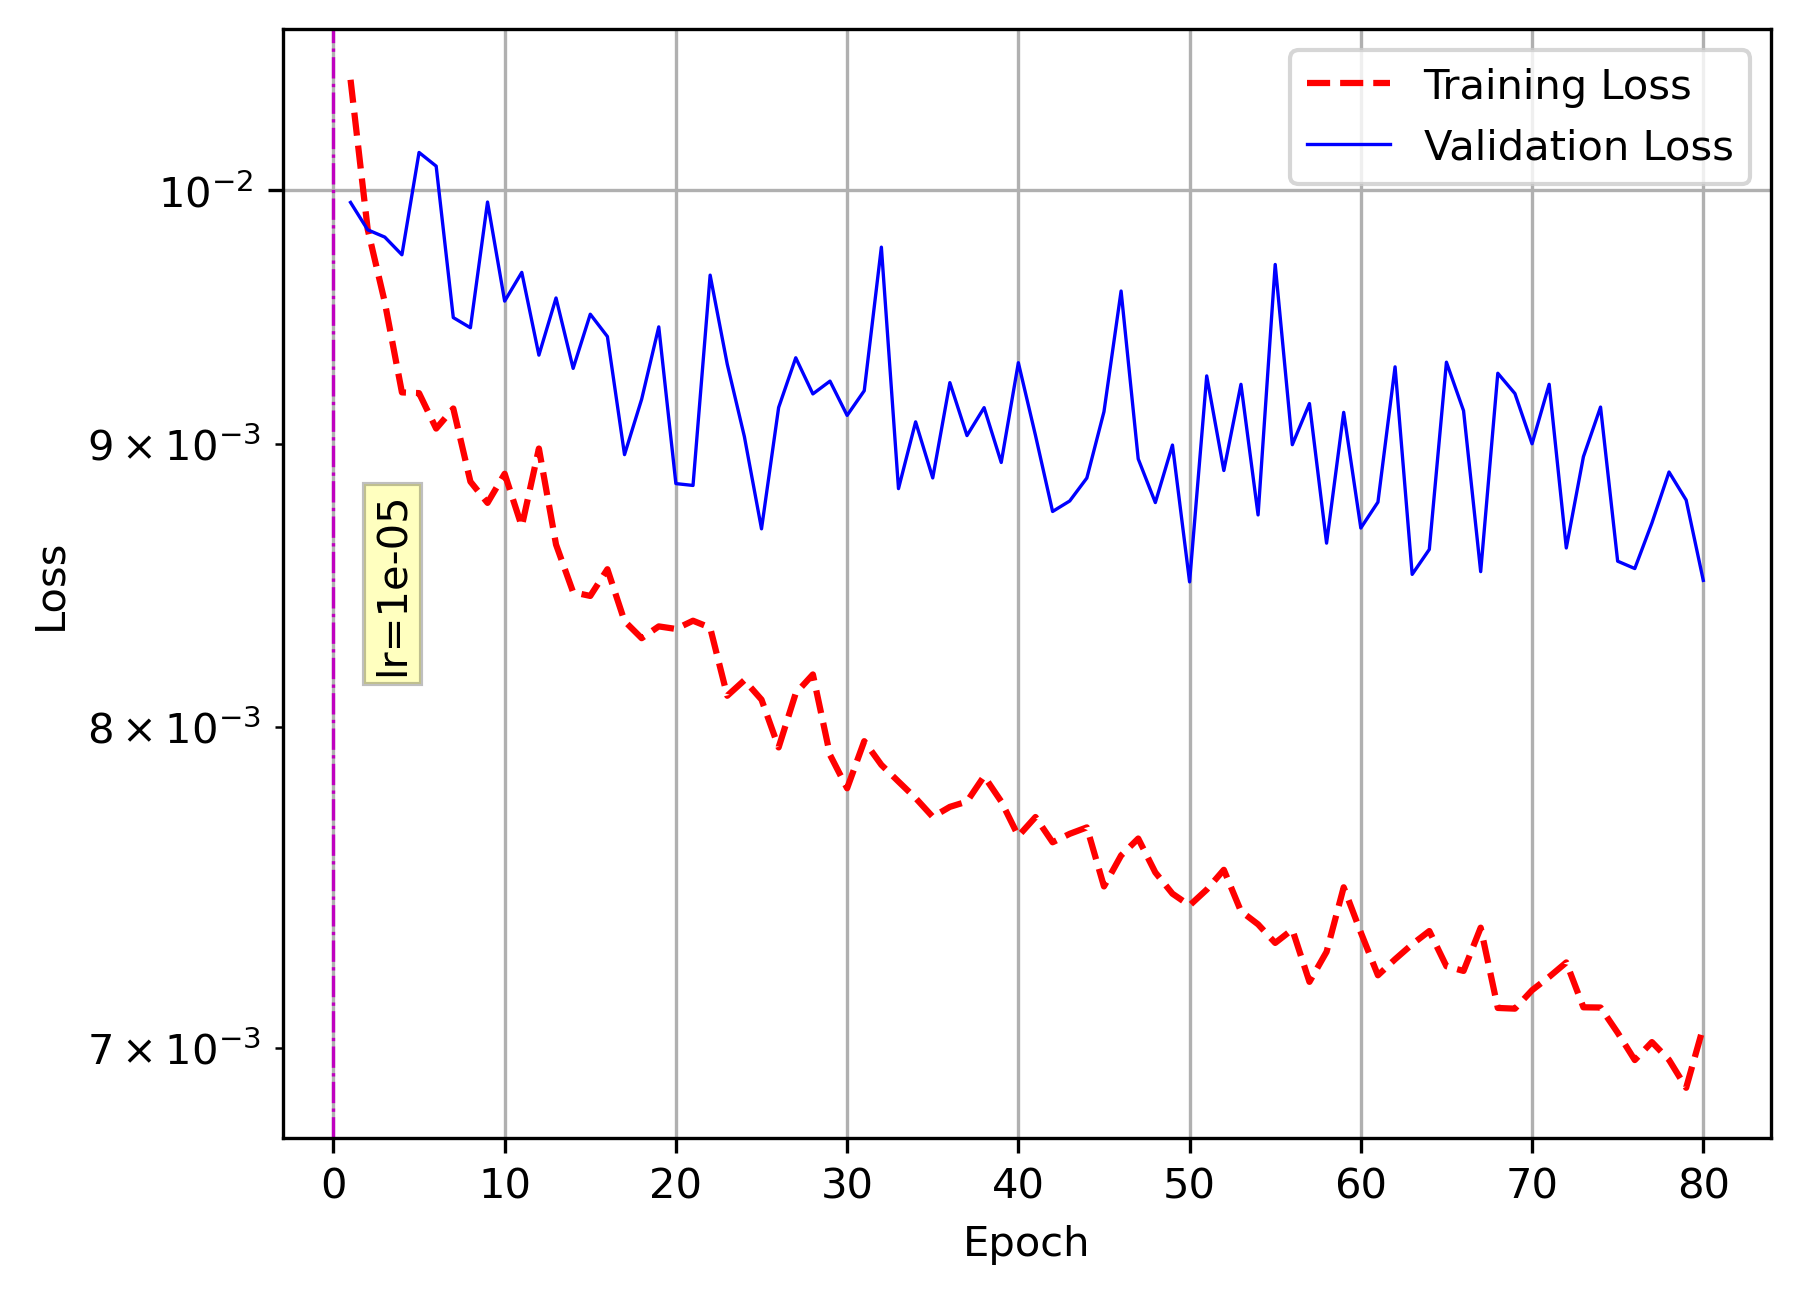 Training Loss
Validation Loss
10⁻²
9×10⁻³
8×10⁻³
7×10⁻³
Loss
lr=1e-05
0 10 20 30 40 50 60 70 80
Epoch